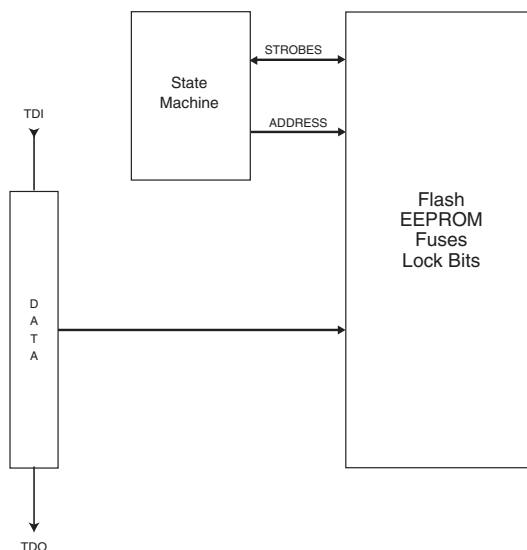 STROBES
State
Machine
TDI
ADDRESS
Flash
EEPROM
Fuses
Lock Bits
D
A
T
A
TDO